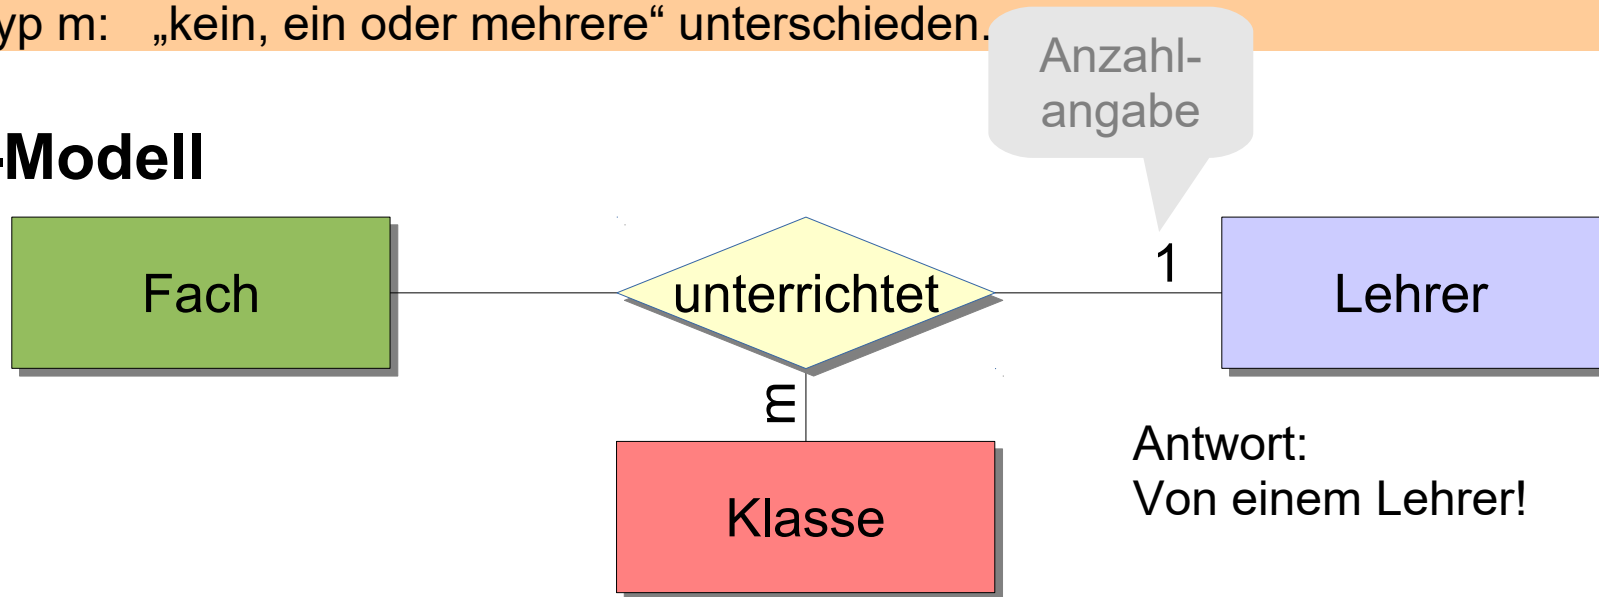 yp m: „kein, ein oder mehrere“ unterschieden.
Anzahl-
angabe
-Modell
Fach
unterrichtet
1
Lehrer
m
Klasse
Antwort:
Von einem Lehrer!